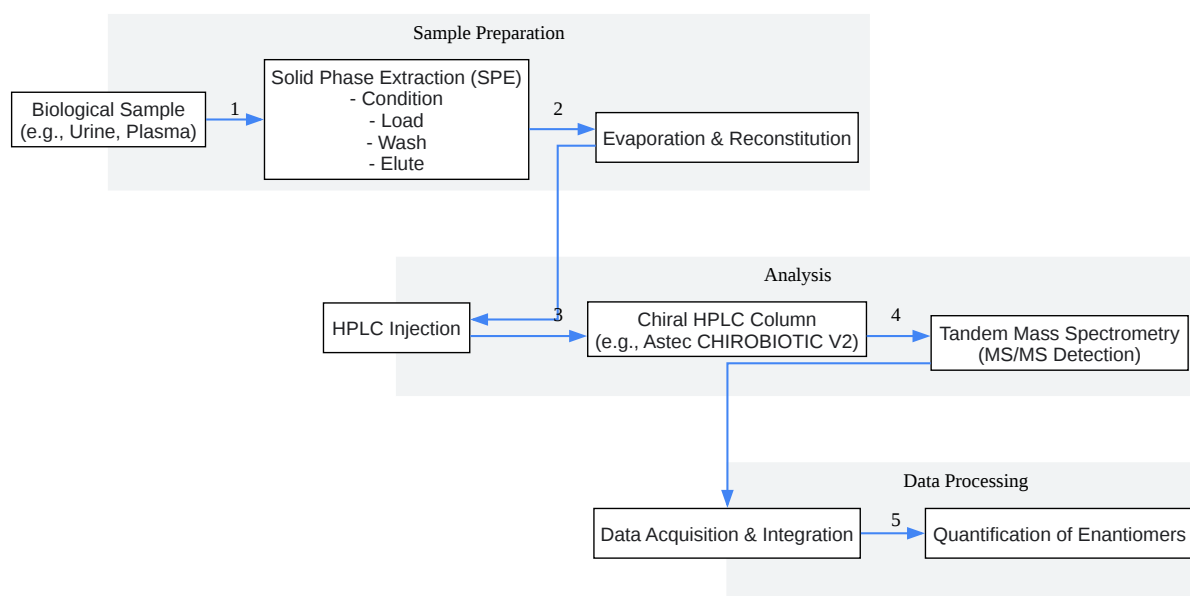 Sample Preparation
Biological Sample
(e.g., Urine, Plasma)
1
Solid Phase Extraction (SPE)
- Condition
- Load
- Wash
- Elute
2
Evaporation & Reconstitution
Analysis
HPLC Injection
3
Chiral HPLC Column
(e.g., Astec CHIROBIOTIC V2)
4
Tandem Mass Spectrometry
(MS/MS Detection)
Data Processing
Data Acquisition & Integration
5
Quantification of Enantiomers